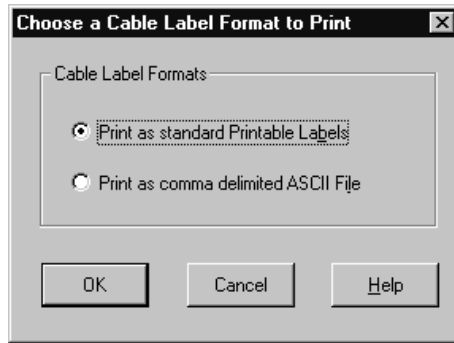 Choose a Cable Label Format to Print
Cable Label Formats
Print as standard Printable Labels
Print as comma delimited ASCII File
OK Cancel Help